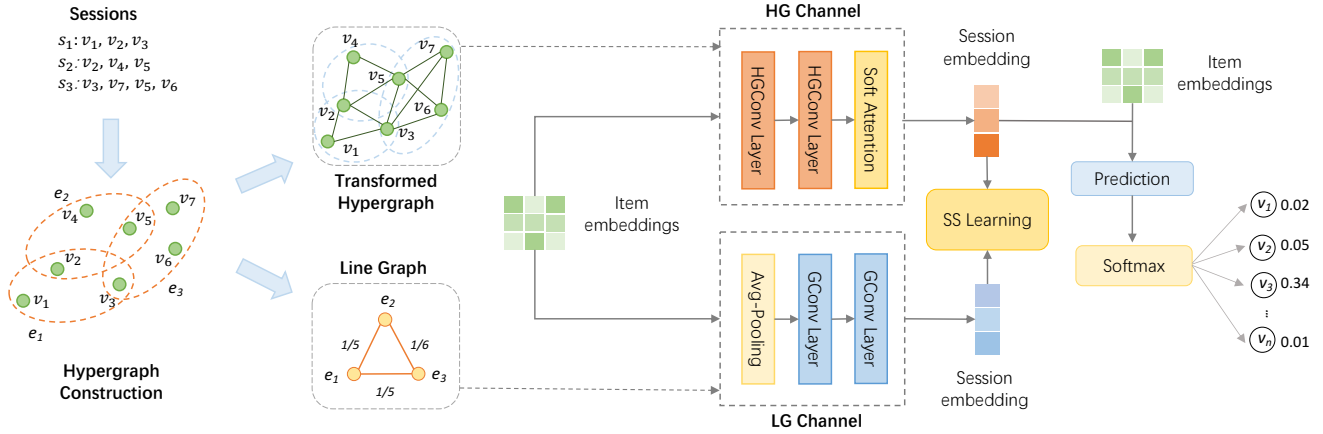 Sessions
s1: v1, v2, v3
s2: v2, v4, v5
s3: v3, v7, v5, v6
e2
v4
v5
v7
v2
v6
v1
v3
e3
e1
Hypergraph
Construction
v4
v7
v5
v2
v6
v3
v1
Transformed
Hypergraph
Line Graph
e2
1/5
1/6
e1
e3
1/5
Item
embeddings
HG Channel
HGConv Layer
HGConv Layer
Soft Attention
Avg-Pooling
GConv Layer
GConv Layer
LG Channel
Session
embedding
SS Learning
Session
embedding
Item
embeddings
Prediction
Softmax
v1 0.02
v2 0.05
v3 0.34
...
vn 0.01